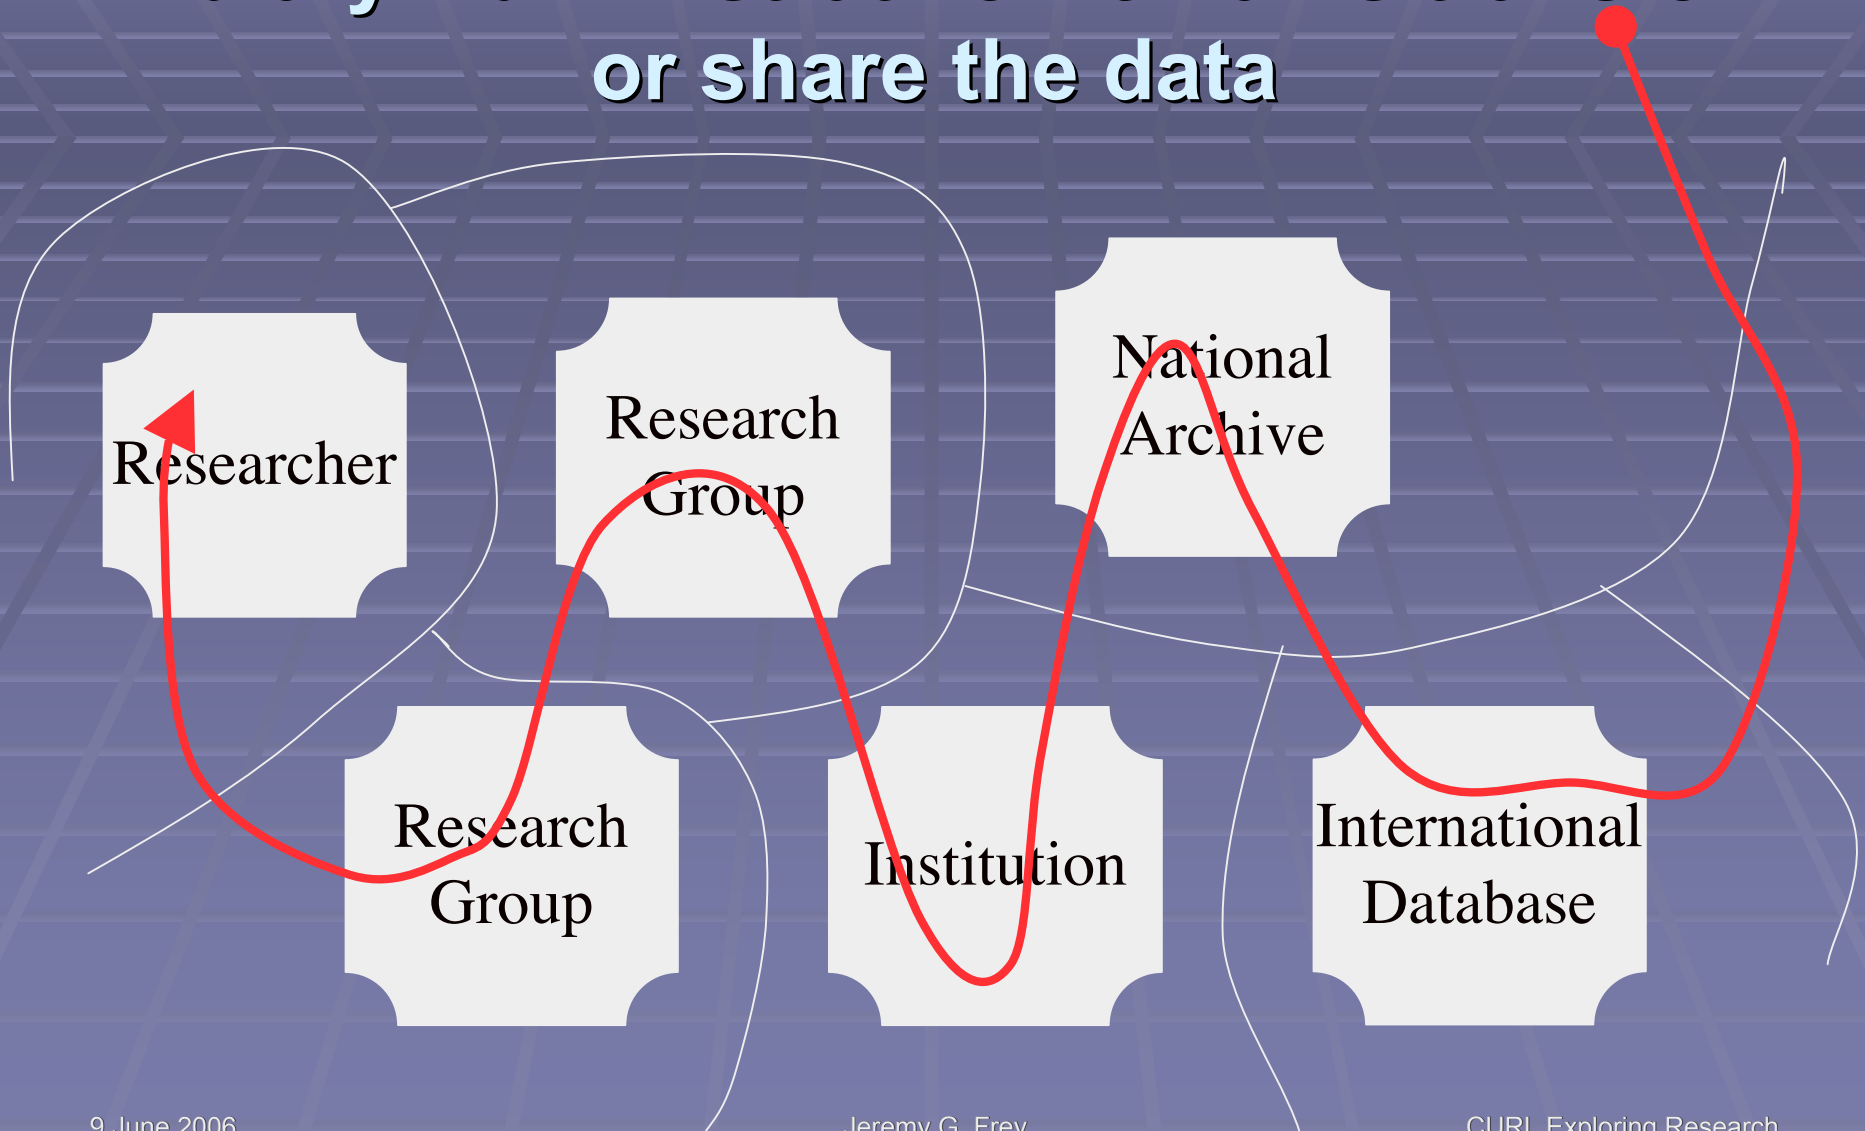 or share the data
National
Archive
Research
Group
Researcher
Research
Group
Institution
International
Database
9 June 2006
Jeremy G. Frey
CURL Exploring Research